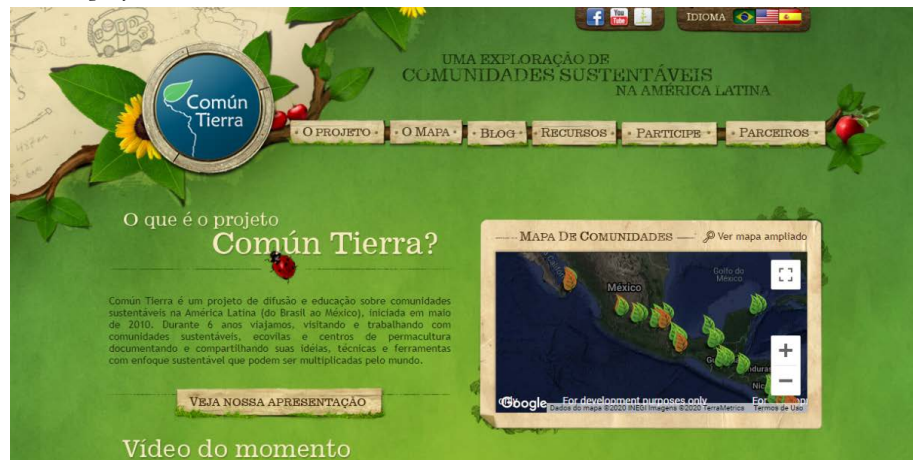 You
Tube
IDIOMA
UMA EXPLORAÇÃO DE
COMUNIDADES SUSTENTÁVEIS
NA AMÉRICA LATINA
Común
Tierra
O PROJETO
O MAPA
BLOG
RECURSOS
PARTICIPE
PARCEIROS
O que é o projeto
Común Tierra?
Común Tierra é um projeto de difusão e educação sobre comunidades
sustentáveis na América Latina (do Brasil ao México), iniciada em maio
de 2010. Durante 6 anos viajamos, visitando e trabalhando com
comunidades sustentáveis, ecovilas e centros de permacultura
documentando e compartilhando suas idéias, técnicas e ferramentas
com enfoque sustentável que podem ser multiplicadas pelo mundo.
VEJA NOSSA APRESENTAÇÃO
Vídeo do momento
MAPA DE COMUNIDADES
Ver mapa ampliado
Golfo do
México
México
Google
For development purposes only
For
Dados do mapa ©2020 INEGI Imagens ©2020 TerraMetrics
Termos de Uso